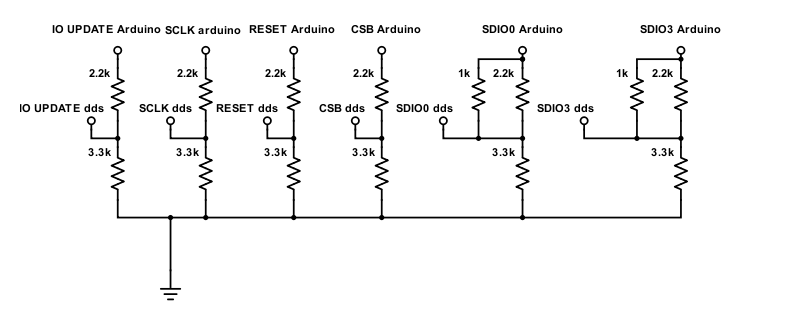 IO UPDATE Arduino SCLK arduino RESET Arduino CSB Arduino SDIO0 Arduino SDIO3 Arduino
2.2k 2.2k 2.2k 2.2k 1k 2.2k 1k 2.2k
IO UPDATE dds SCLK dds RESET dds CSB dds SDIO0 dds SDIO3 dds
3.3k 3.3k 3.3k 3.3k 3.3k 3.3k